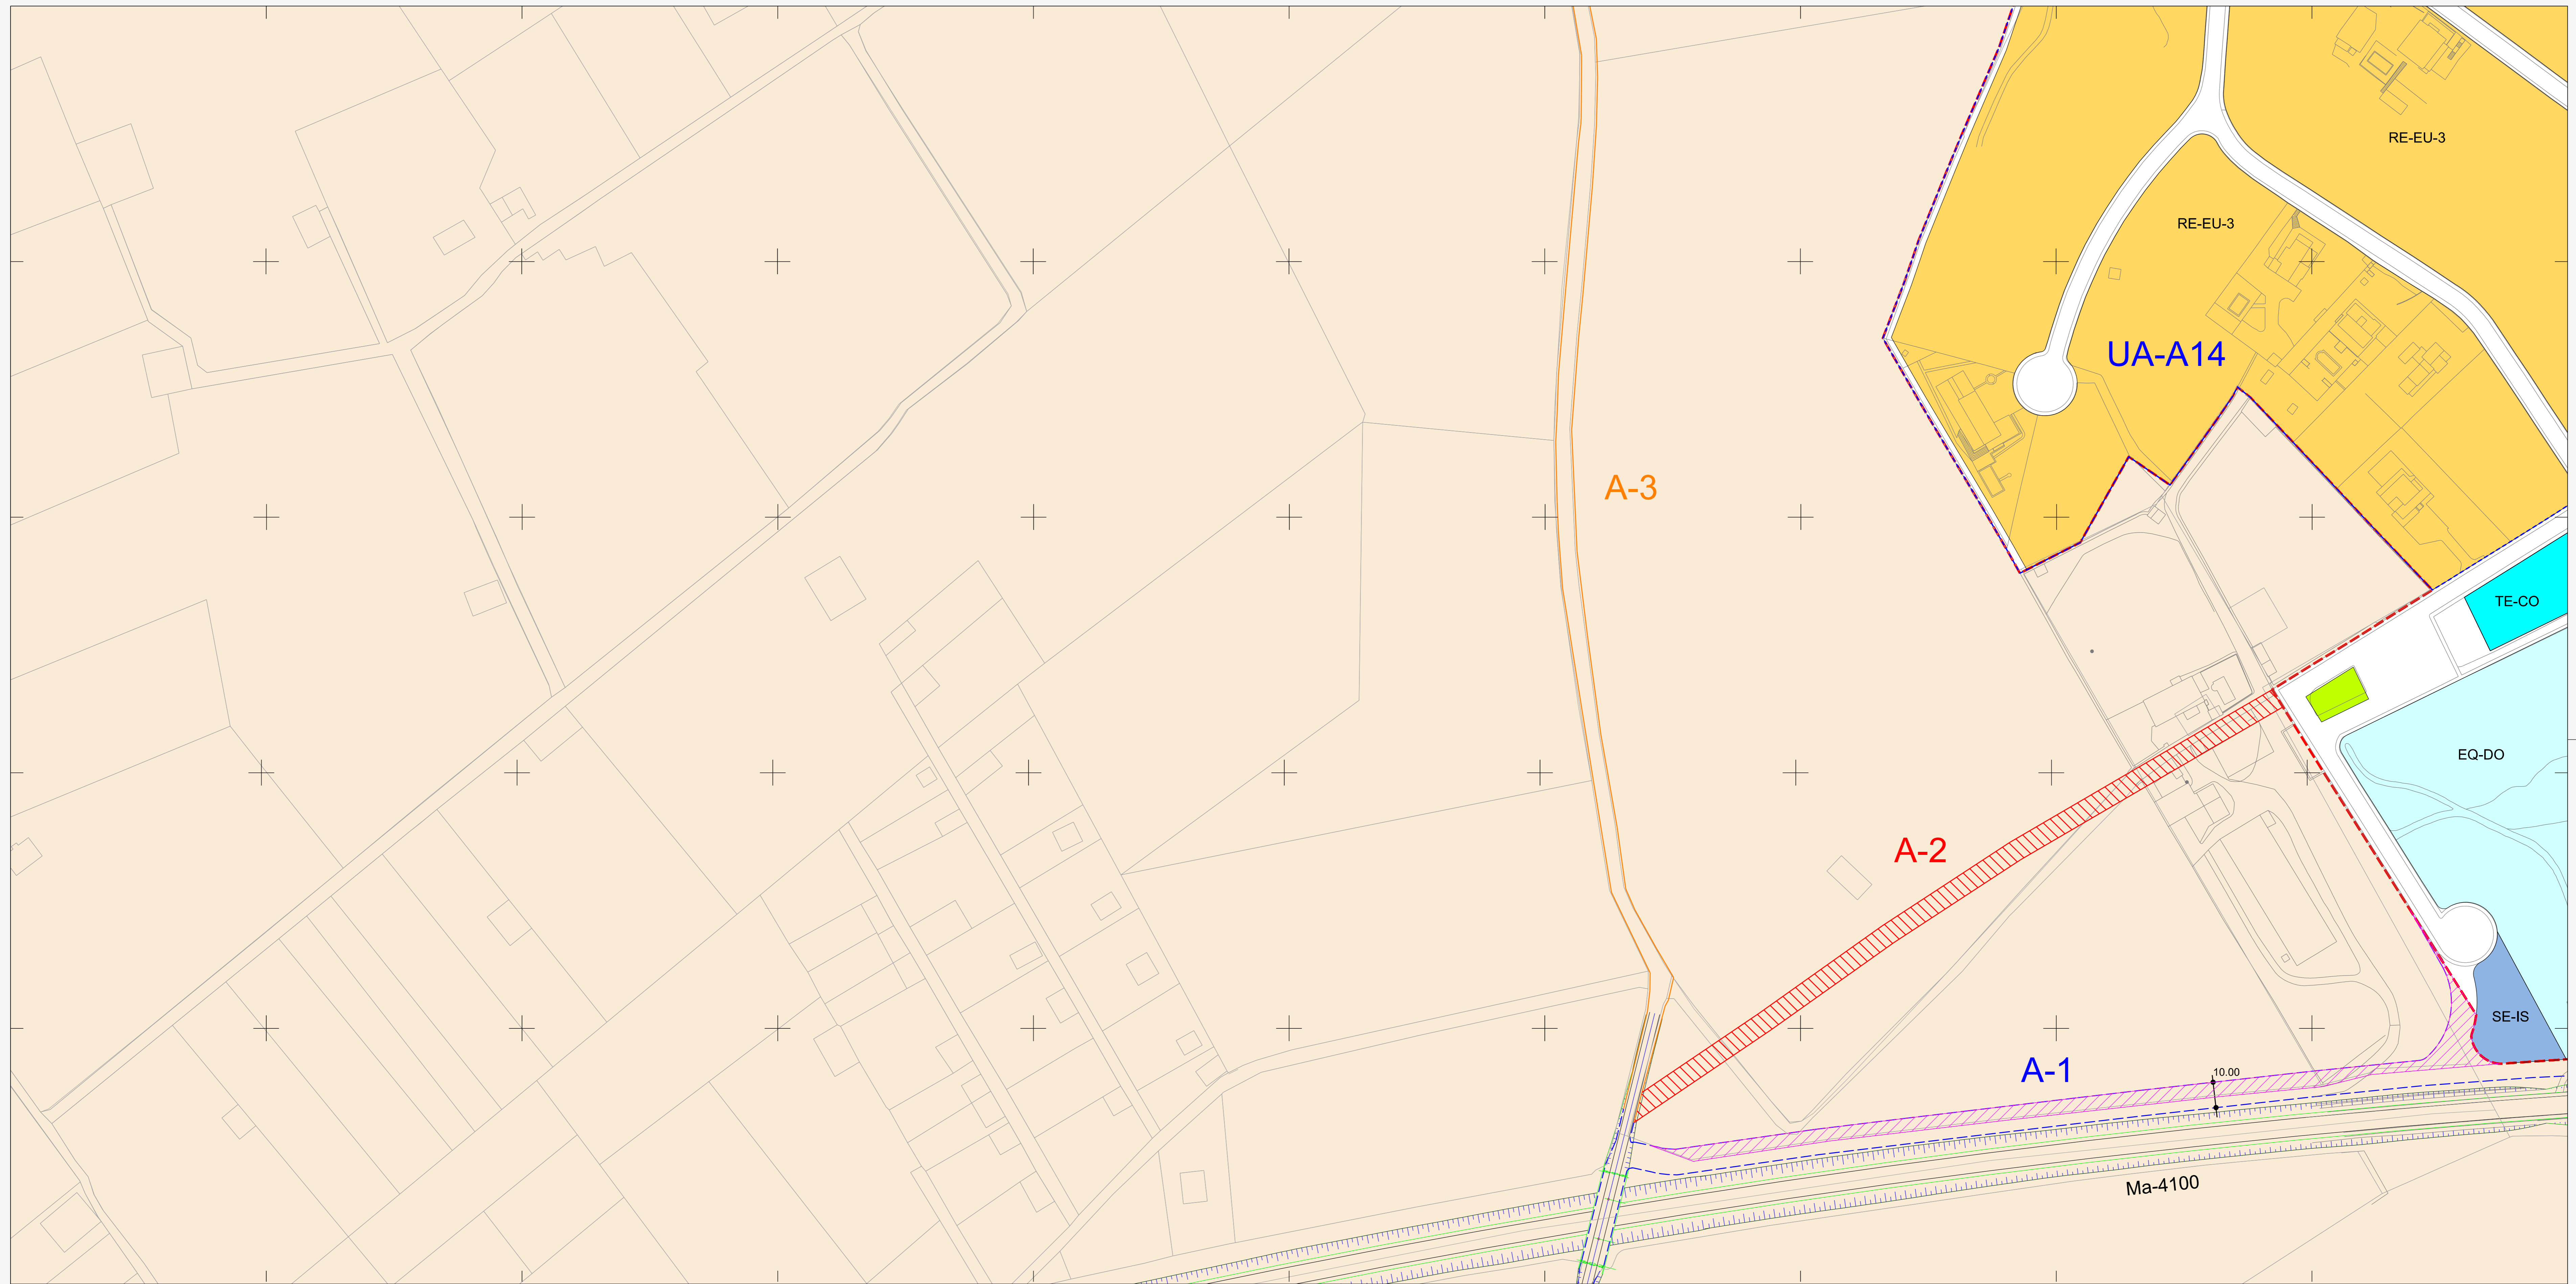 RE-EU-3
RE-EU-3
UA-A14
A-3
TE-CO
EQ-DO
A-2
SE-IS
A-1
10.00
Ma-4100